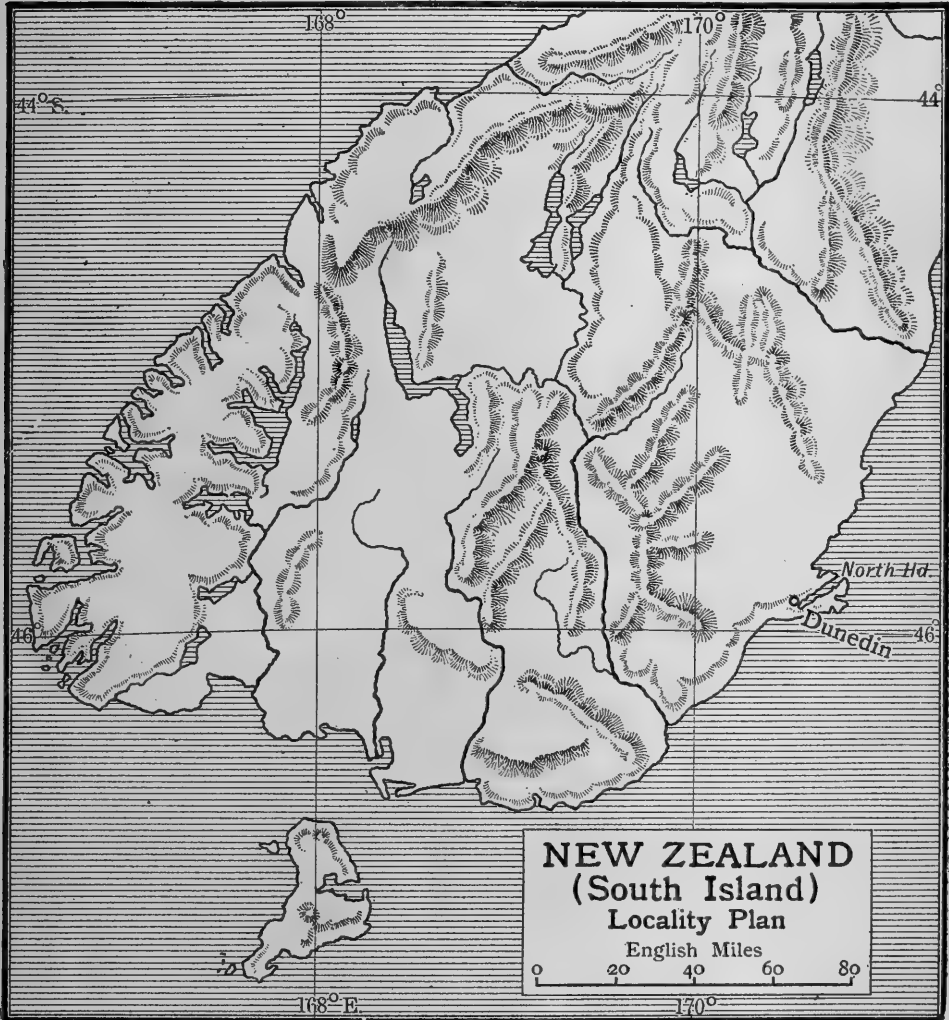 168° 170°
44° S. 44°
North Hd.
Dunedin
46° 46°
NEW ZEALAND
(South Island)
Locality Plan
English Miles
0 20 40 60 80
168° E. 170°